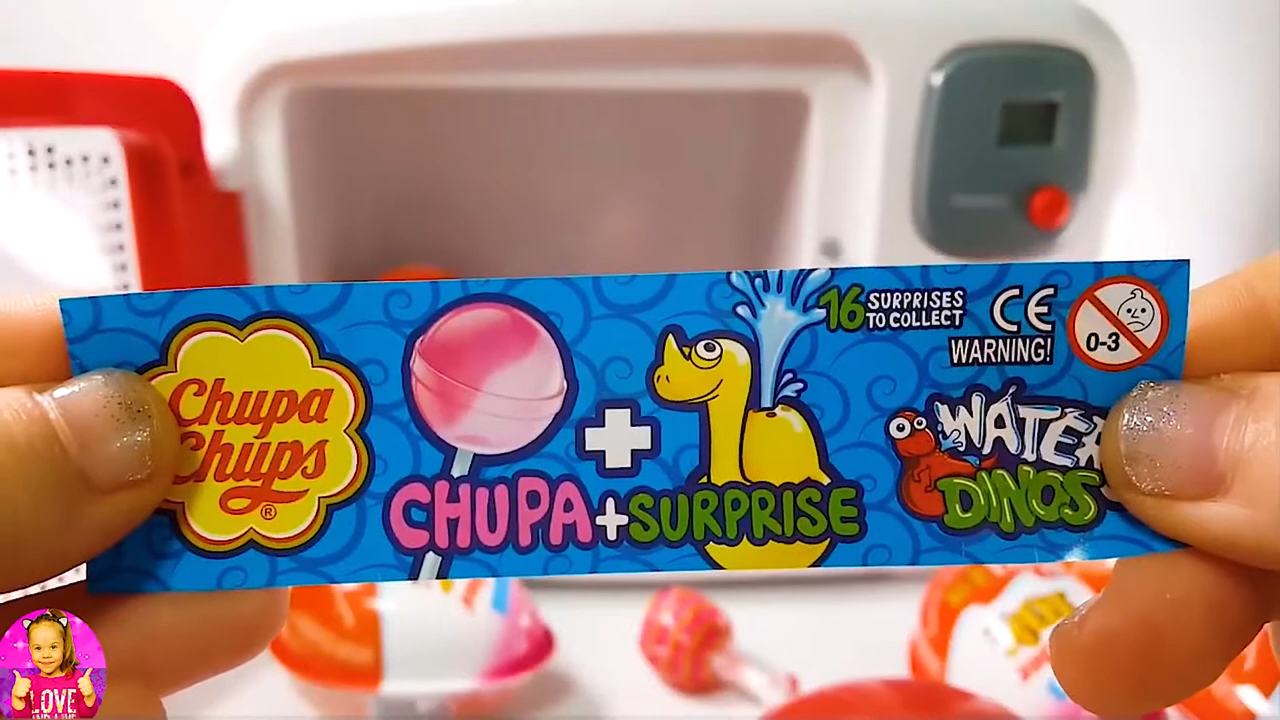 Chupa
Chups
®
CHUPA+SURPRISE
16 SURPRISES
TO COLLECT
CE
WARNING!
0-3
WATER
DINOS
LOVE